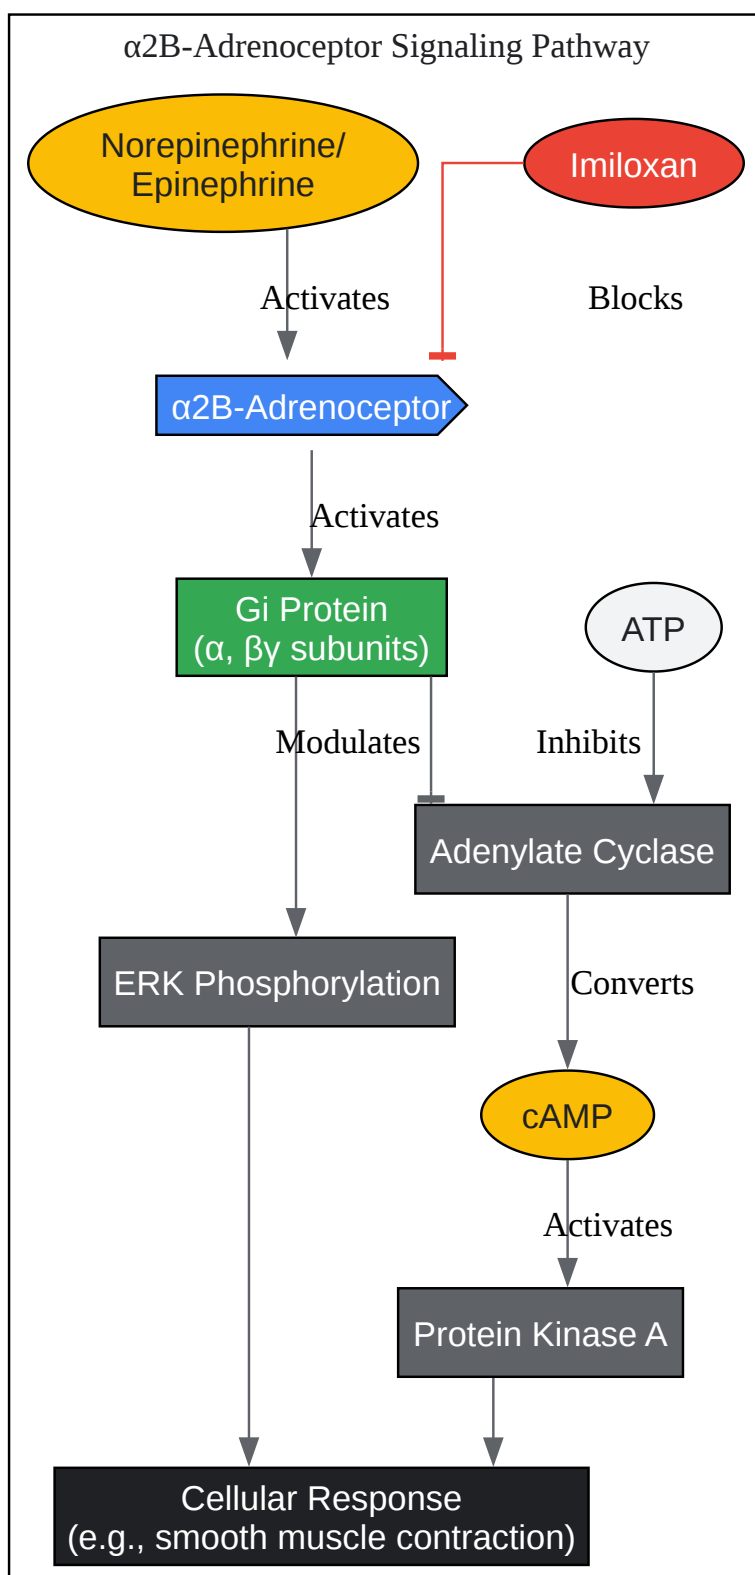 α2B-Adrenoceptor Signaling Pathway
Norepinephrine/
Epinephrine
Imiloxan
Activates
Blocks
α2B-Adrenoceptor
Activates
Gi Protein
(α, βγ subunits)
ATP
Modulates
Inhibits
Adenylate Cyclase
ERK Phosphorylation
Converts
cAMP
Activates
Protein Kinase A
Cellular Response
(e.g., smooth muscle contraction)